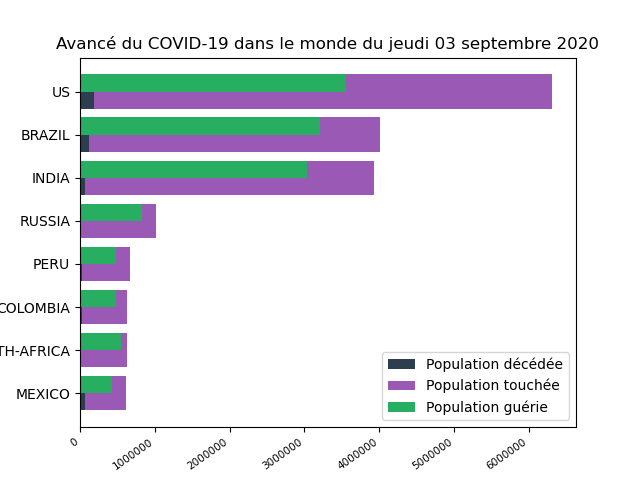 Avancé du COVID-19 dans le monde du jeudi 03 septembre 2020
US
BRAZIL
INDIA
RUSSIA
PERU
COLOMBIA
TH-AFRICA
MEXICO
Population décédée
Population touchée
Population guérie
0
1000000
2000000
3000000
4000000
5000000
6000000